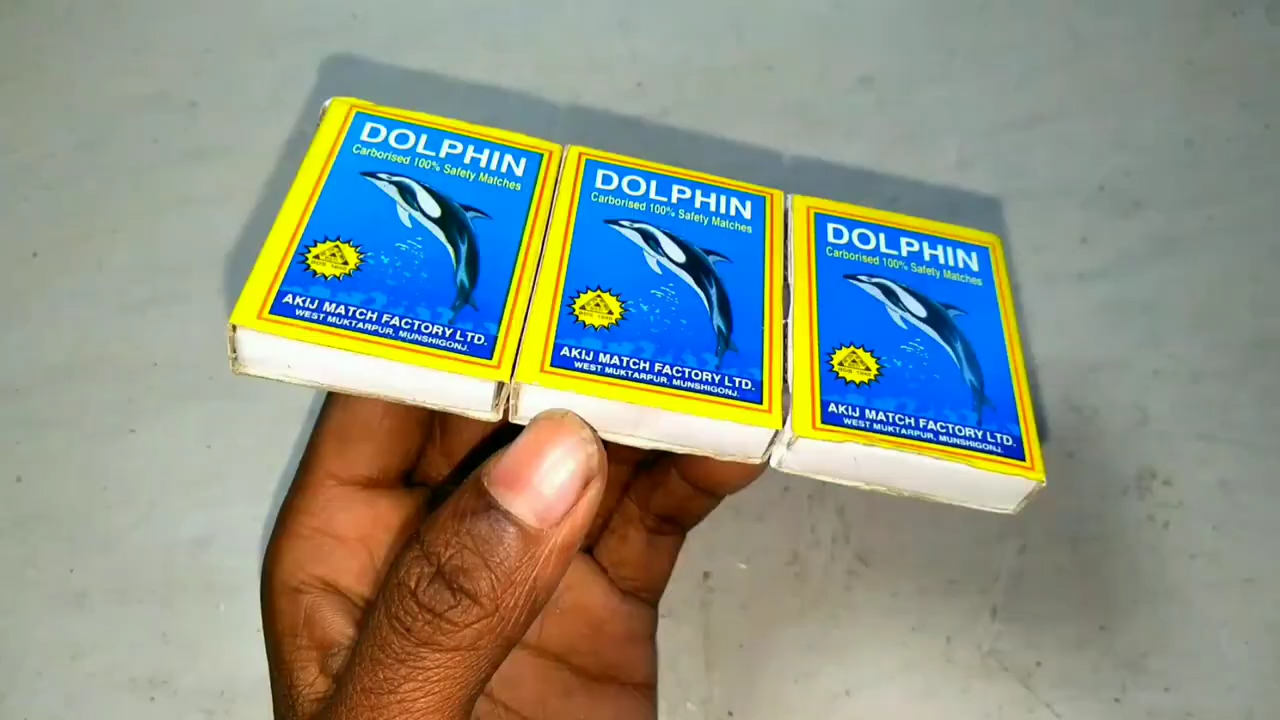 DOLPHIN
Carborised 100% Safety Matches
AKIJ MATCH FACTORY LTD.
WEST MUKTARPUR, MUNSHIGONJ.
DOLPHIN
Carborised 100% Safety Matches
AKIJ MATCH FACTORY LTD.
WEST MUKTARPUR, MUNSHIGONJ.
DOLPHIN
Carborised 100% Safety Matches
AKIJ MATCH FACTORY LTD.
WEST MUKTARPUR, MUNSHIGONJ.